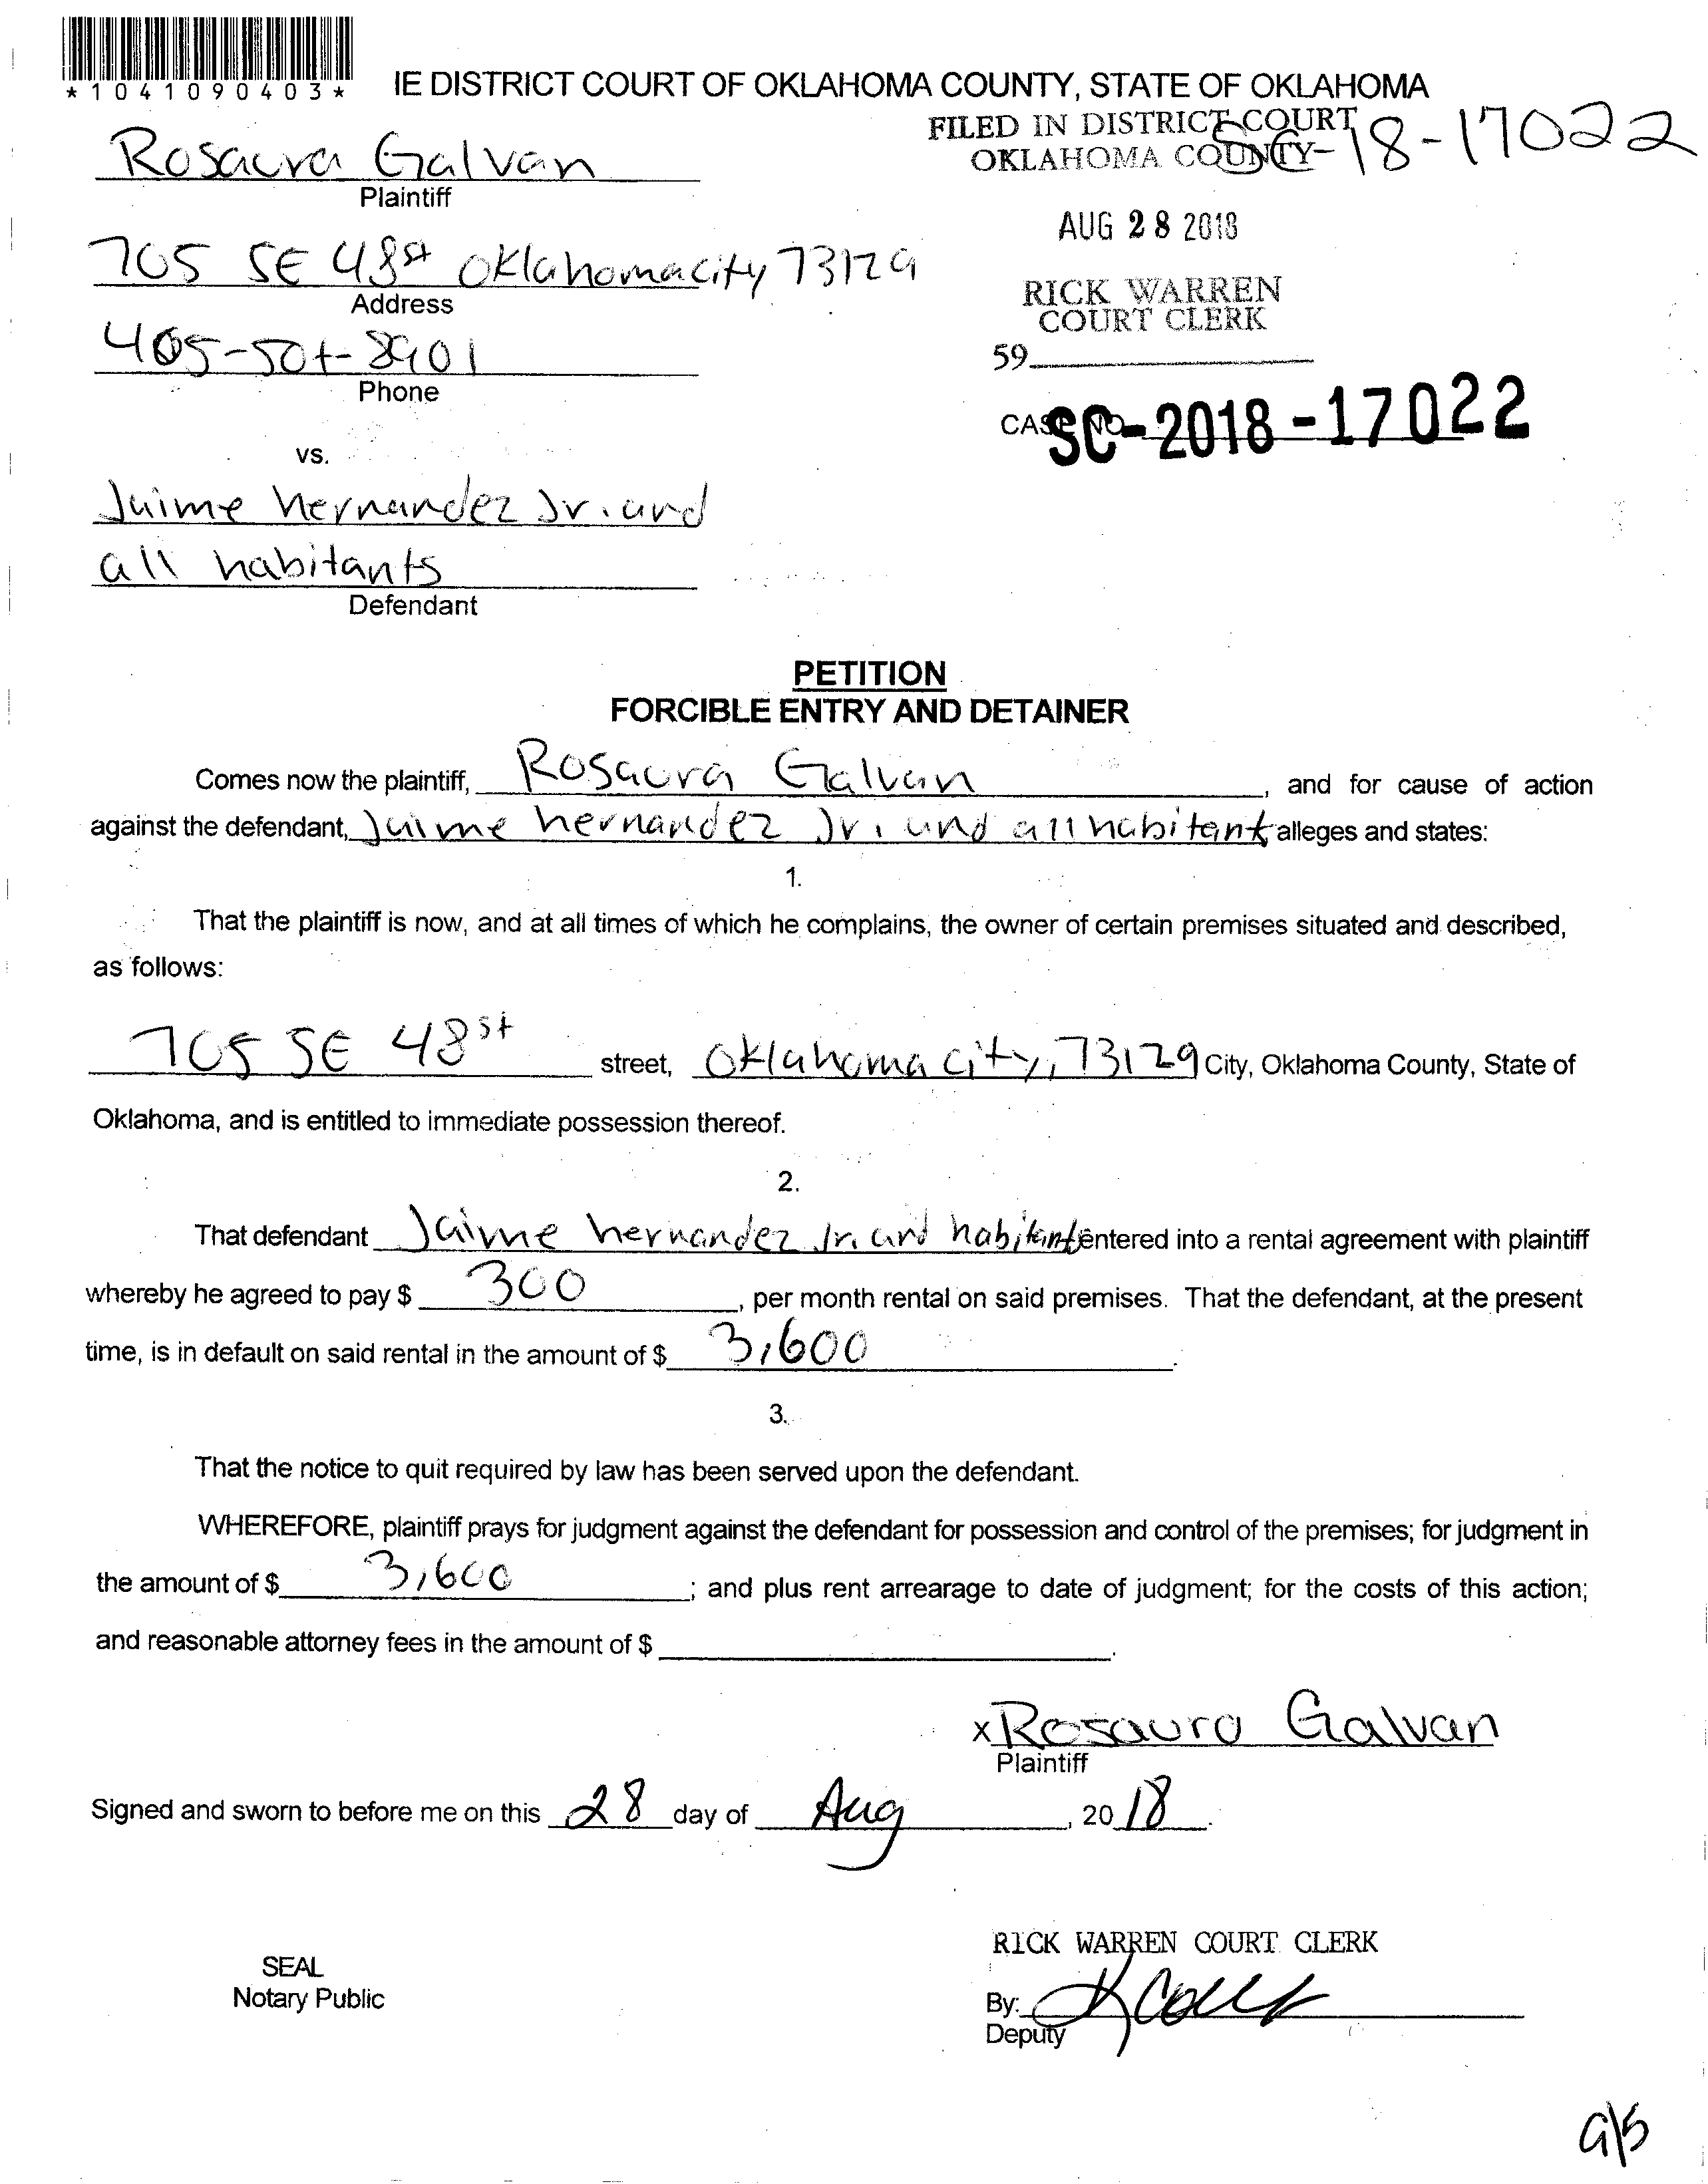 *1041090403*
IE DISTRICT COURT OF OKLAHOMA COUNTY, STATE OF OKLAHOMA
FILED IN DISTRICT COURT
OKLAHOMA COUNTY
SC-18-17022
Rosaura Galvan
Plaintiff
AUG 28 2018
705 SE 48st Oklahomacity 73129
Address
RICK WARREN
COURT CLERK
405-501-8901
59
Phone
CASE NO.
SC-2018-17022
vs.
Jaime hernandez Jr. and
all habitants
Defendant
PETITION
FORCIBLE ENTRY AND DETAINER
Comes now the plaintiff, Rosaura Galvan, and for cause of action
against the defendant, Jaime hernandez Jr. and all habitant alleges and states:
1.
That the plaintiff is now, and at all times of which he complains, the owner of certain premises situated and described,
as follows:
705 SE 48st street, Oklahoma city, 73129 City, Oklahoma County, State of
Oklahoma, and is entitled to immediate possession thereof.
2.
That defendant Jaime hernandez Jr. and habitant entered into a rental agreement with plaintiff
whereby he agreed to pay $ 300, per month rental on said premises. That the defendant, at the present
time, is in default on said rental in the amount of $ 3,600.
3.
That the notice to quit required by law has been served upon the defendant.
WHEREFORE, plaintiff prays for judgment against the defendant for possession and control of the premises; for judgment in
the amount of $ 3,600; and plus rent arrearage to date of judgment; for the costs of this action;
and reasonable attorney fees in the amount of $ .
x Rosaura Galvan
Plaintiff
Signed and sworn to before me on this 28 day of Aug, 20 18.
RICK WARREN COURT CLERK
SEAL
Notary Public
By:
Deputy
9/5